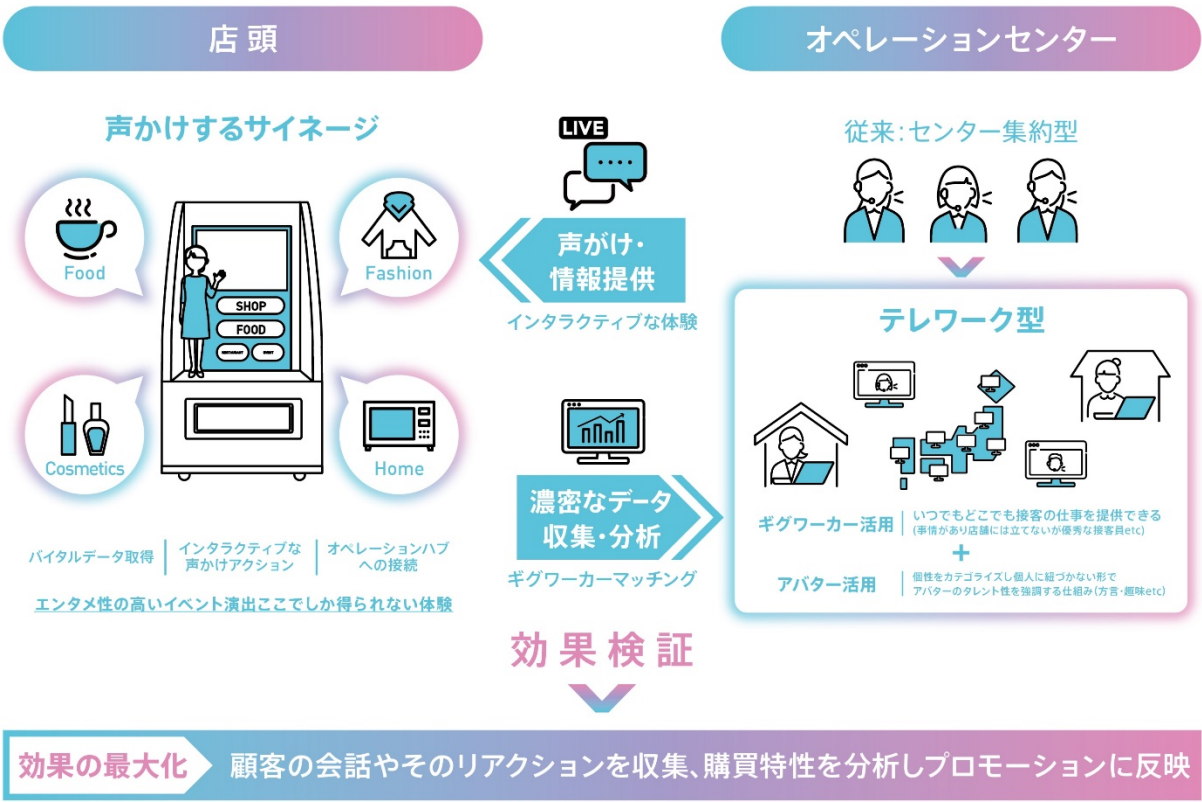 店頭
オペレーションセンター
声かけするサイネージ
Food
Fashion
SHOP
FOOD
RESTAURANT
EVENT
Cosmetics
Home
バイタルデータ取得
インタラクティブな
声かけアクション
オペレーションハブ
への接続
エンタメ性の高いイベント演出ここでしか得られない体験
LIVE
声がけ・
情報提供
インタラクティブな体験
濃密なデータ
収集・分析
ギグワーカーマッチング
従来:センター集約型
テレワーク型
ギグワーカー活用
いつでもどこでも接客の仕事を提供できる
(事情があり店舗には立てないが優秀な接客員etc)
+
アバター活用
個性をカテゴライズし個人に紐づかない形で
アバターのタレント性を強調する仕組み(方言・趣味etc)
効果検証
効果の最大化
顧客の会話やそのリアクションを収集、購買特性を分析しプロモーションに反映